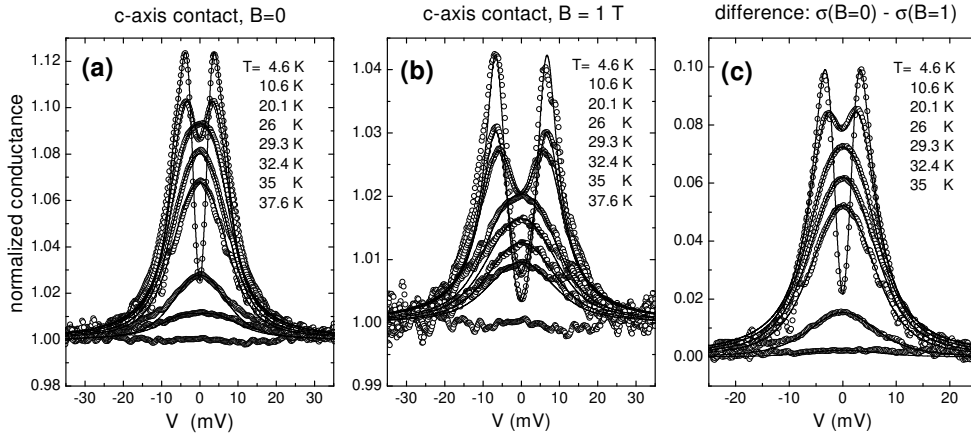 c-axis contact, B=0
c-axis contact, B = 1 T
difference: σ(B=0) - σ(B=1)
normalized conductance
(a)
T= 4.6 K
10.6 K
20.1 K
26 K
29.3 K
32.4 K
35 K
37.6 K
1.12
1.10
1.08
1.06
1.04
1.02
1.00
0.98
-30 -20 -10 0 10 20 30
V (mV)
(b)
T= 4.6 K
10.6 K
20.1 K
26 K
29.3 K
32.4 K
35 K
37.6 K
1.04
1.03
1.02
1.01
1.00
0.99
-30 -20 -10 0 10 20 30
V (mV)
(c)
T= 4.6 K
10.6 K
20.1 K
26 K
29.3 K
32.4 K
35 K
0.10
0.08
0.06
0.04
0.02
0.00
-20 -10 0 10 20
V (mV)